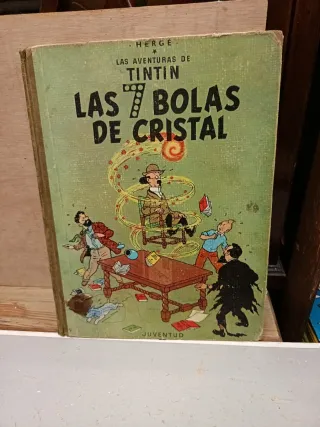 HERGÉ
LAS AVENTURAS DE
TINTIN
LAS 7 BOLAS
DE CRISTAL
JUVENTUD